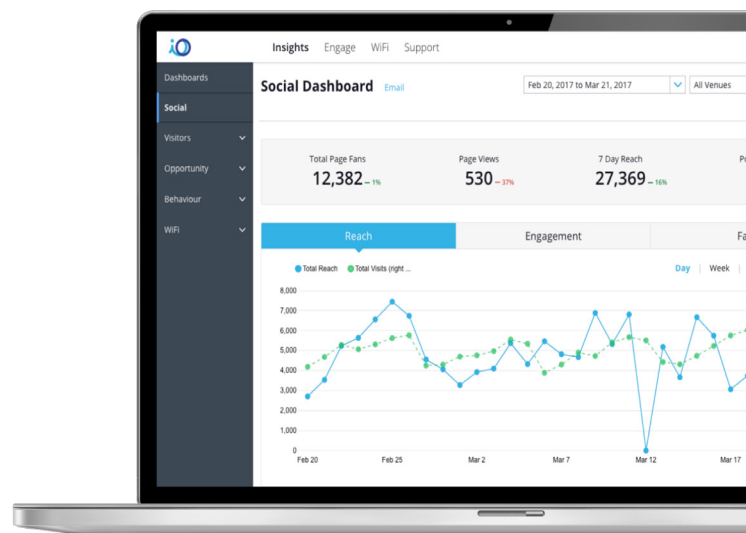 iO
Insights Engage WiFi Support
Dashboards
Social
Visitors
Opportunity
Behaviour
WiFi
Social Dashboard Email
Feb 20, 2017 to Mar 21, 2017
All Venues
Total Page Fans
12,382 – 1%
Page Views
530 – 37%
7 Day Reach
27,369 – 16%
Reach
Engagement
Total Reach
Total Visits (right ...
Day | Week |
8,000
7,000
6,000
5,000
4,000
3,000
2,000
1,000
0
Feb 20 Feb 25 Mar 2 Mar 7 Mar 12 Mar 17